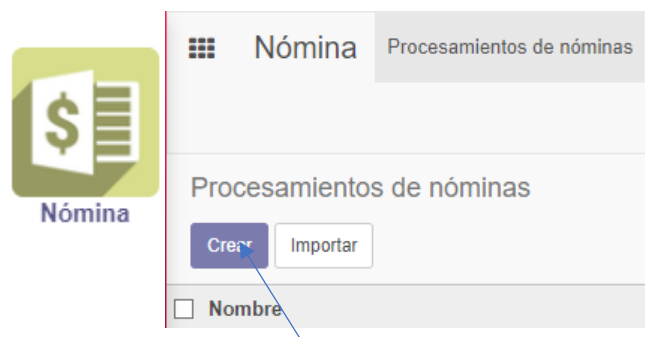 Nómina Procesamientos de nóminas
$
Nómina
Procesamientos de nóminas
Crear Importar
Nombre